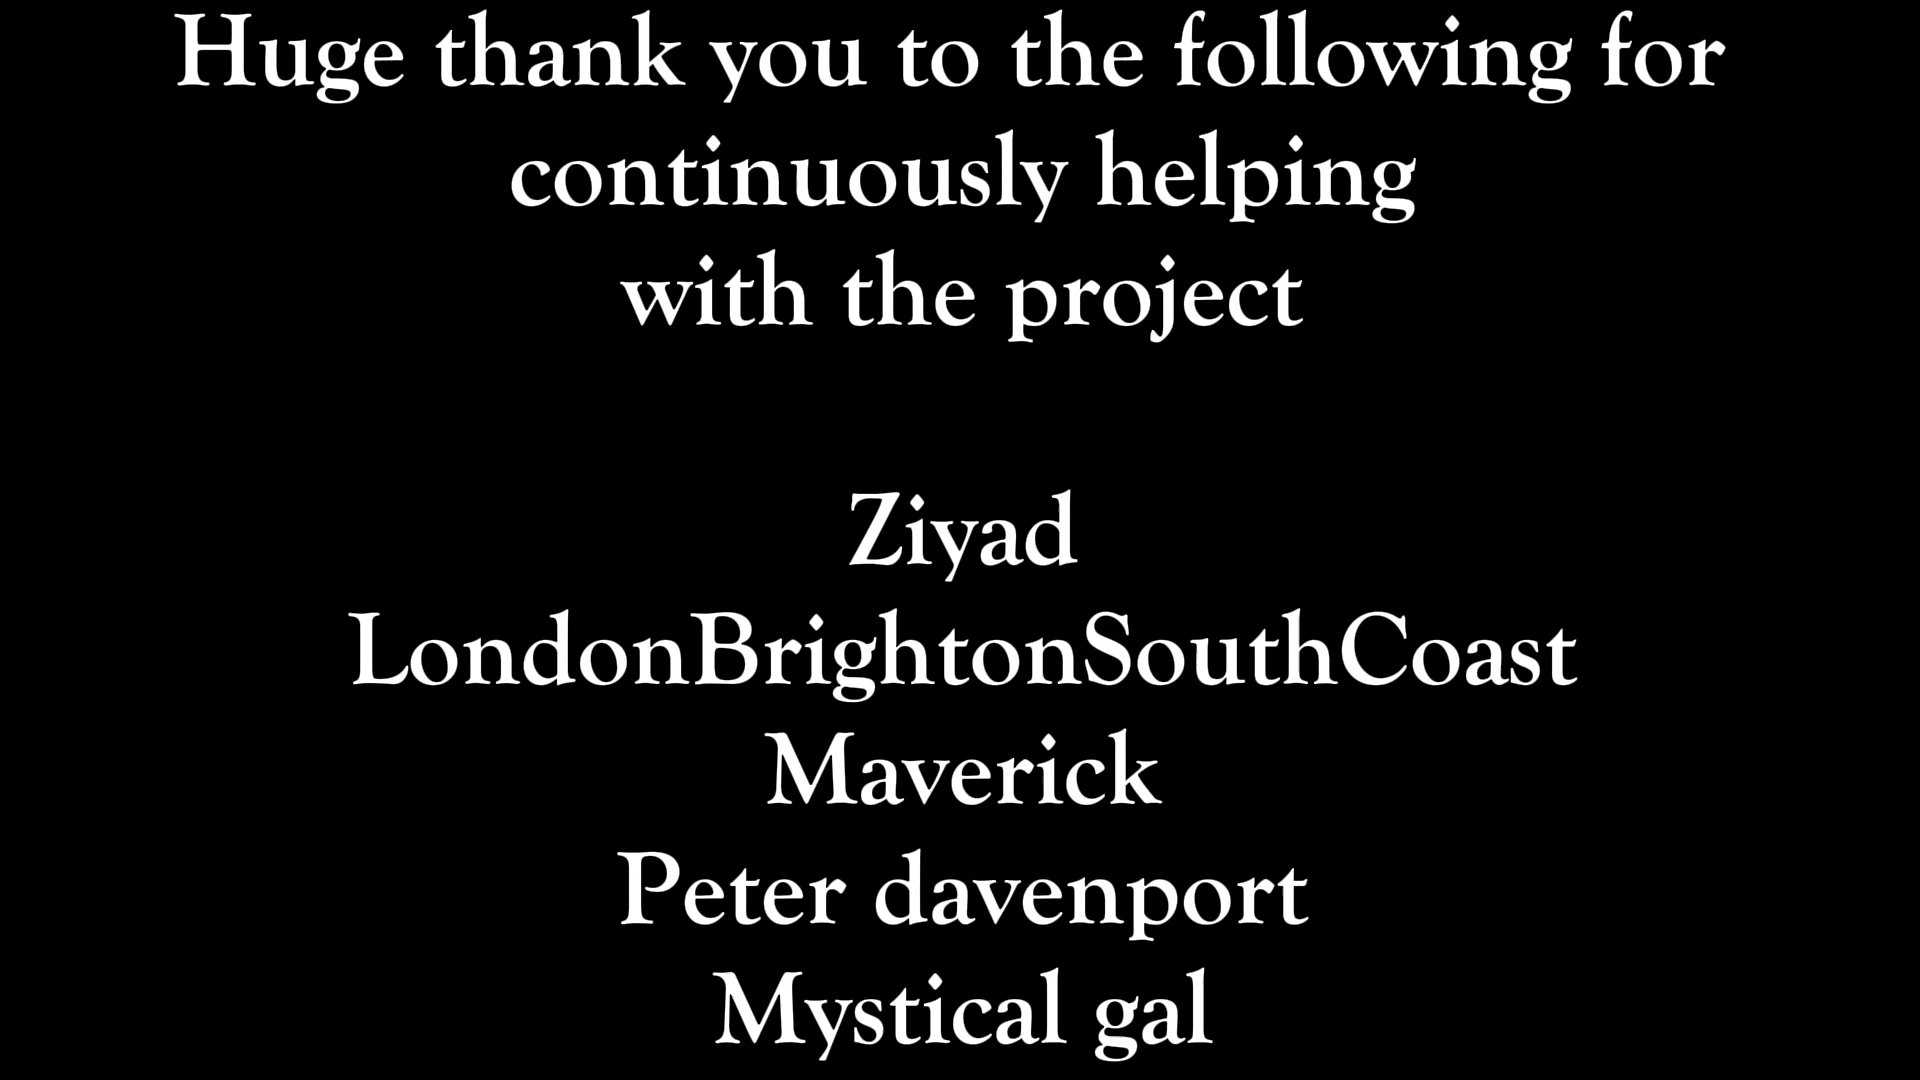 Huge thank you to the following for
continuously helping
with the project
Ziyad
LondonBrightonSouthCoast
Maverick
Peter davenport
Mystical gal